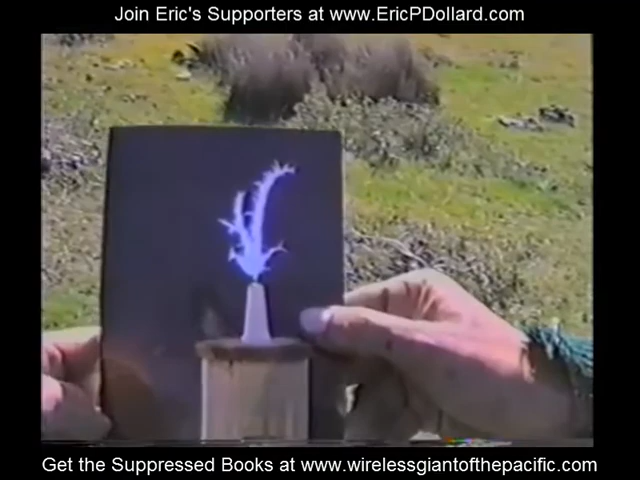 Join Eric's Supporters at www.EricPDollard.com
Get the Suppressed Books at www.wirelessgiantofthepacific.com